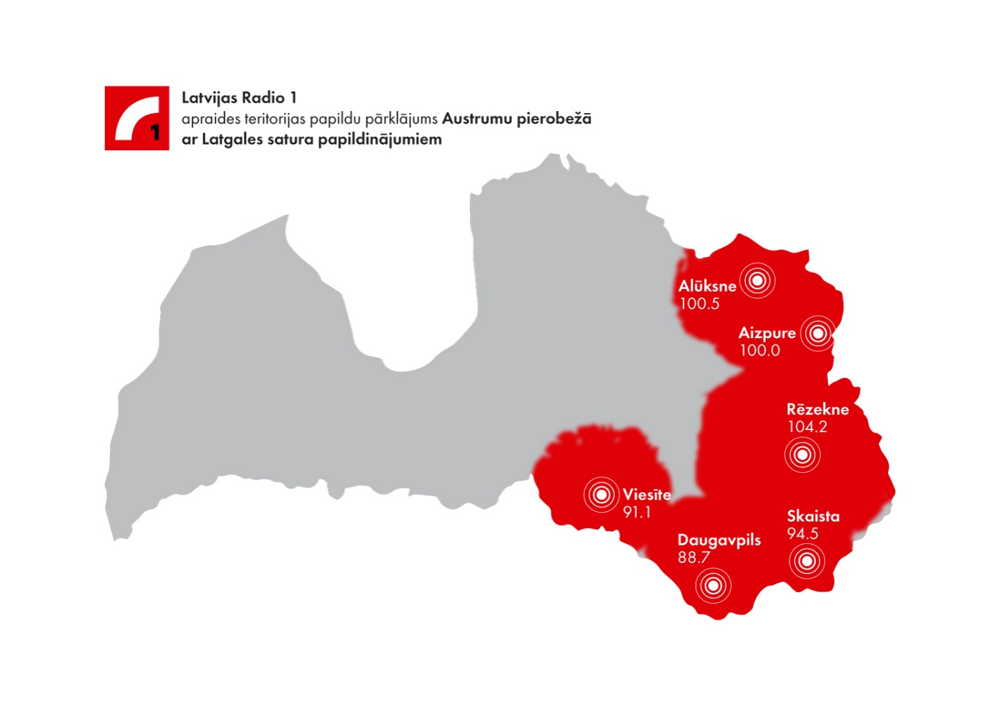 1
Latvijas Radio 1
apraides teritorijas papildu pārklājums Austrumu pierobežā
ar Latgales satura papildinājumiem
Alūksne
100.5
Aizpure
100.0
Rēzekne
104.2
Viesīte
91.1
Skaista
94.5
Daugavpils
88.7